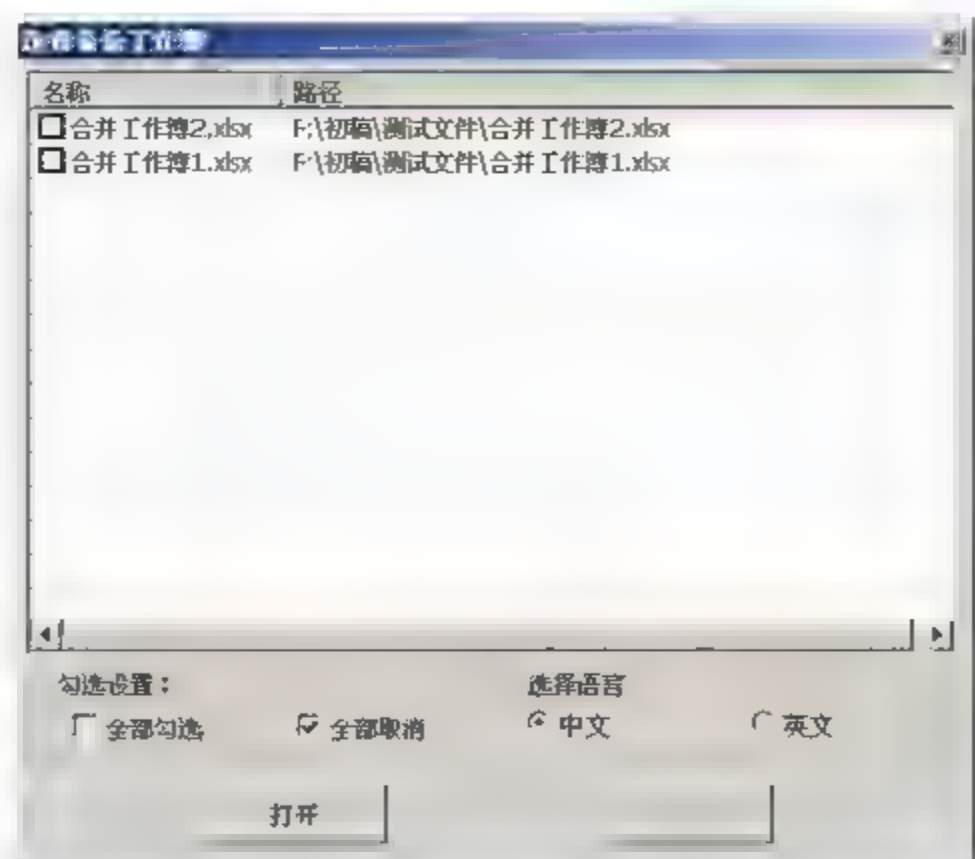 名称 路径
合并工作簿2.xlsx F:\初稿\测试文件\合并工作簿2.xlsx
合并工作簿1.xlsx F:\初稿\测试文件\合并工作簿1.xlsx
勾选设置： 选择语言
全部勾选 全部取消 中文 英文
打开